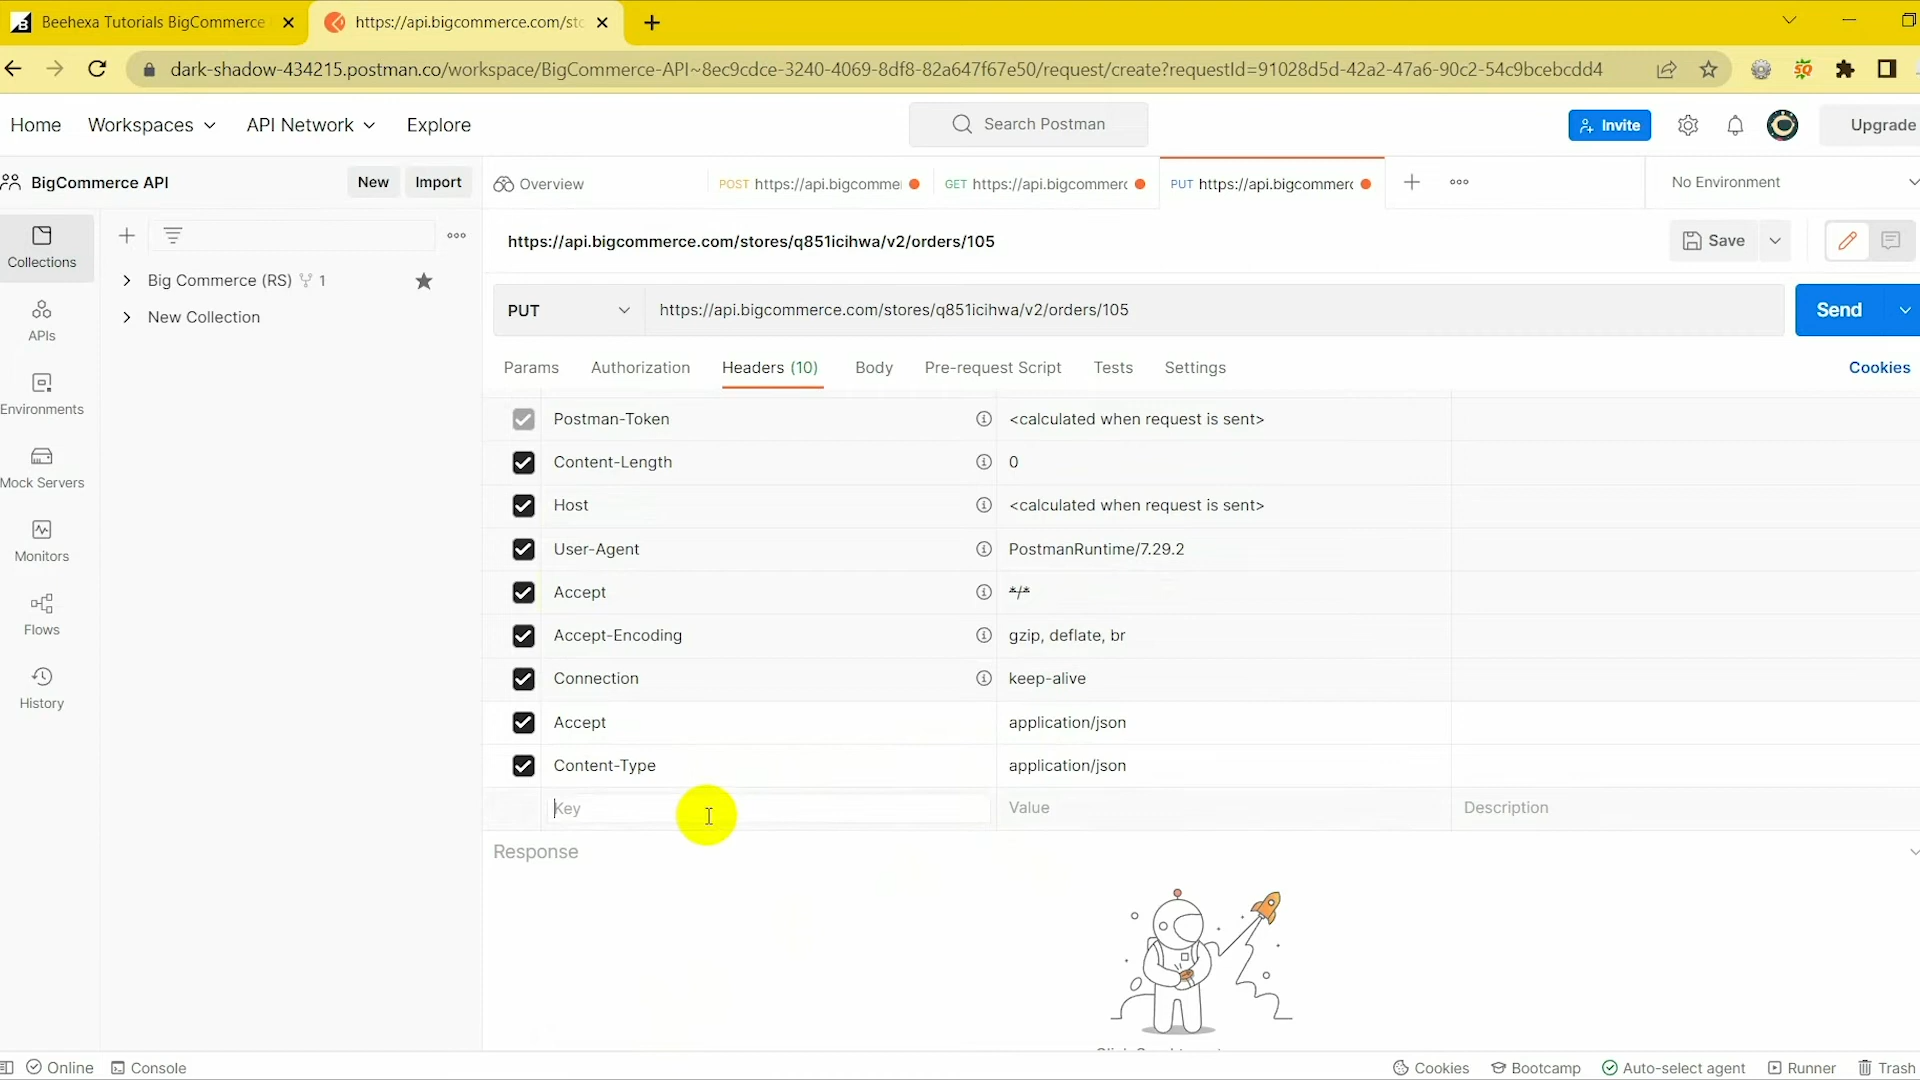 Beehexa Tutorials BigCommerce
https://api.bigcommerce.com/sto
dark-shadow-434215.postman.co/workspace/BigCommerce-API~8ec9cdce-3240-4069-8df8-82a647f67e50/request/create?requestId=91028d5d-42a2-47a6-90c2-54c9bcebcdd4
Home Workspaces API Network Explore
Search Postman
Invite
Upgrade
BigCommerce API
New Import
Overview
POST https://api.bigcomme
GET https://api.bigcommerc
PUT https://api.bigcommerc
No Environment
Collections
APIs
Environments
Mock Servers
Monitors
Flows
History
Big Commerce (RS) 1
New Collection
https://api.bigcommerce.com/stores/q851icihwa/v2/orders/105
Save
PUT https://api.bigcommerce.com/stores/q851icihwa/v2/orders/105
Send
Params Authorization Headers (10) Body Pre-request Script Tests Settings
Cookies
Postman-Token <calculated when request is sent>
Content-Length 0
Host <calculated when request is sent>
User-Agent PostmanRuntime/7.29.2
Accept */*
Accept-Encoding gzip, deflate, br
Connection keep-alive
Accept application/json
Content-Type application/json
Key Value Description
Response
Online Console
Cookies Bootcamp Auto-select agent Runner Trash